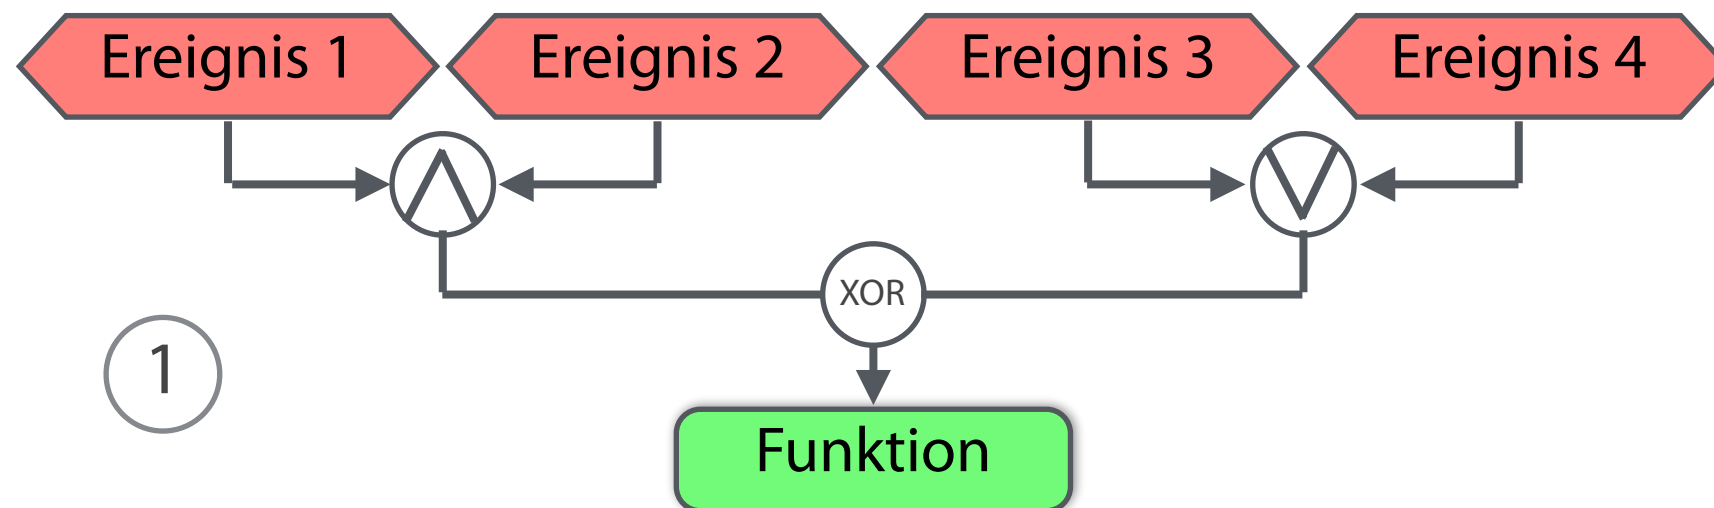 Ereignis 1
Ereignis 2
Ereignis 3
Ereignis 4
XOR
1
Funktion